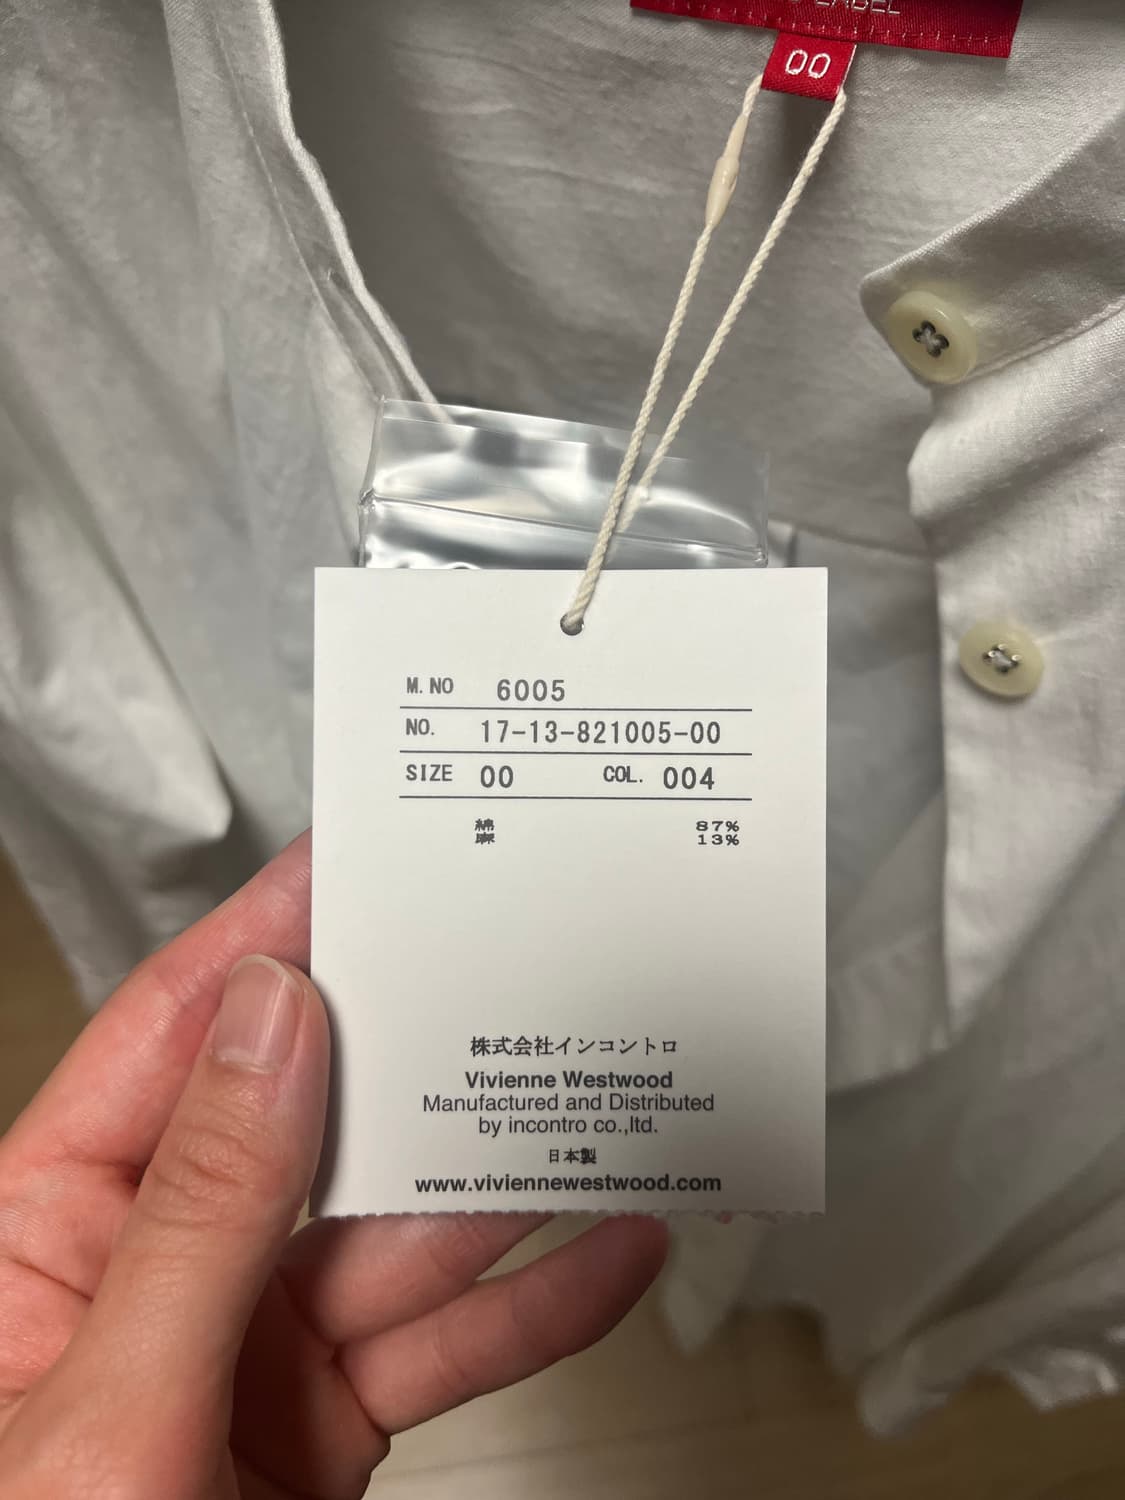 LABEL
00
M.NO 6005
NO. 17-13-821005-00
SIZE 00 COL. 004
綿 87%
麻 13%
株式会社インコントロ
Vivienne Westwood
Manufactured and Distributed
by incontro co.,ltd.
日本製
www.viviennewestwood.com